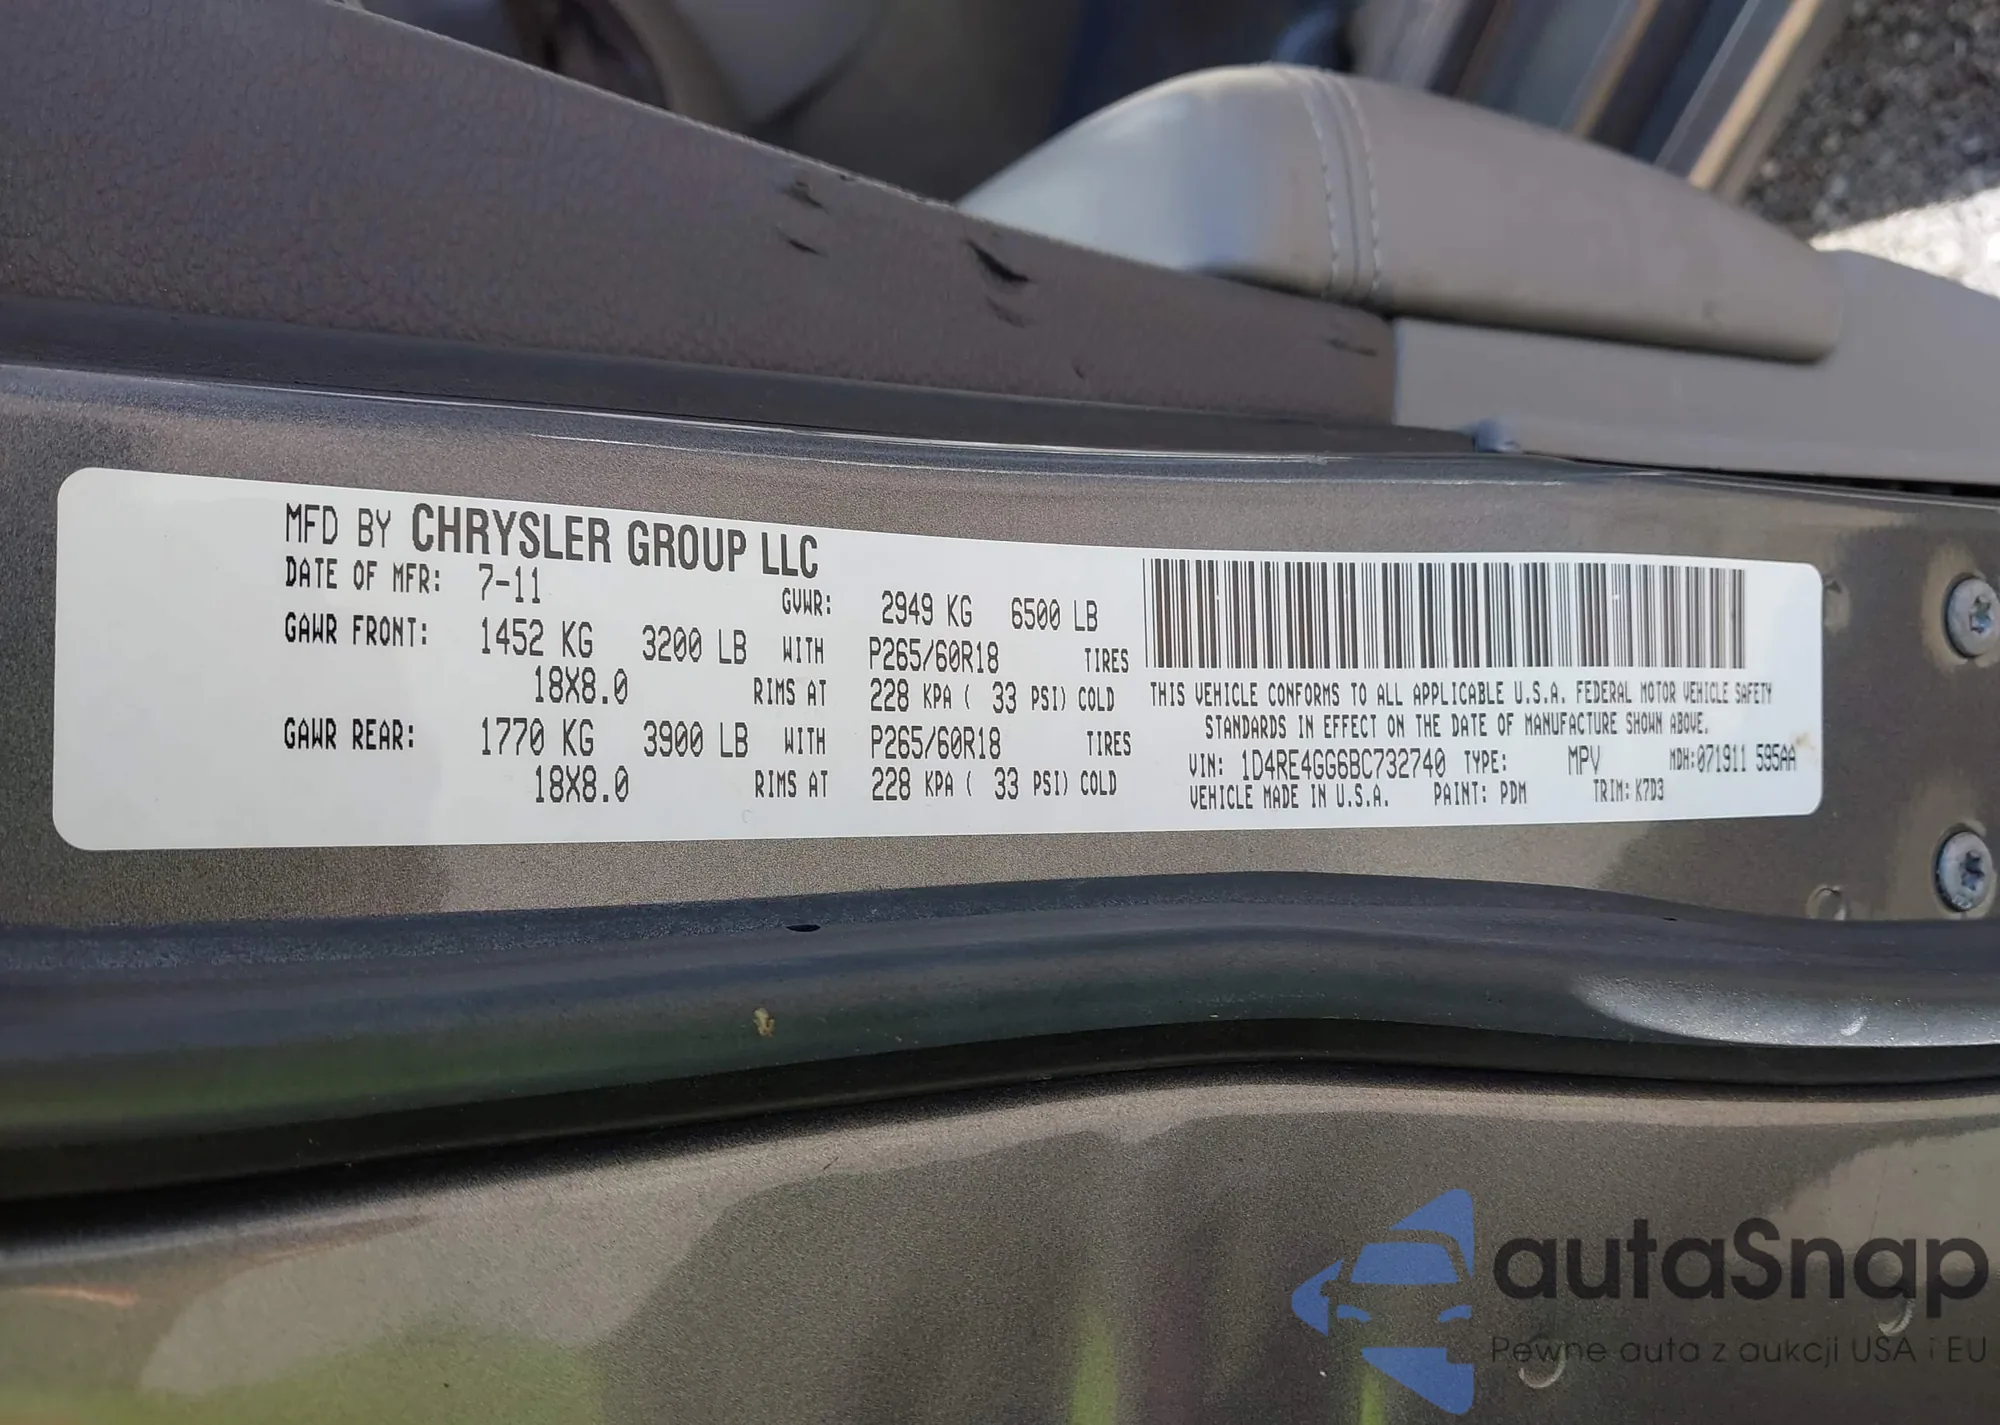 MFD BY CHRYSLER GROUP LLC
DATE OF MFR: 7-11 GVWR: 2949 KG 6500 LB
GAWR FRONT: 1452 KG 3200 LB WITH P265/60R18 TIRES
18X8.0 RIMS AT 228 KPA ( 33 PSI) COLD
GAWR REAR: 1770 KG 3900 LB WITH P265/60R18 TIRES
18X8.0 RIMS AT 228 KPA ( 33 PSI) COLD
THIS VEHICLE CONFORMS TO ALL APPLICABLE U.S.A. FEDERAL MOTOR VEHICLE SAFETY
STANDARDS IN EFFECT ON THE DATE OF MANUFACTURE SHOWN ABOVE.
VIN: 1D4RE4GG6BC732740 TYPE: MPV MDH:071911 595AA
VEHICLE MADE IN U.S.A. PAINT: PDM TRIM: K7D3
autaSnap
Pewne auta z aukcji USA i EU